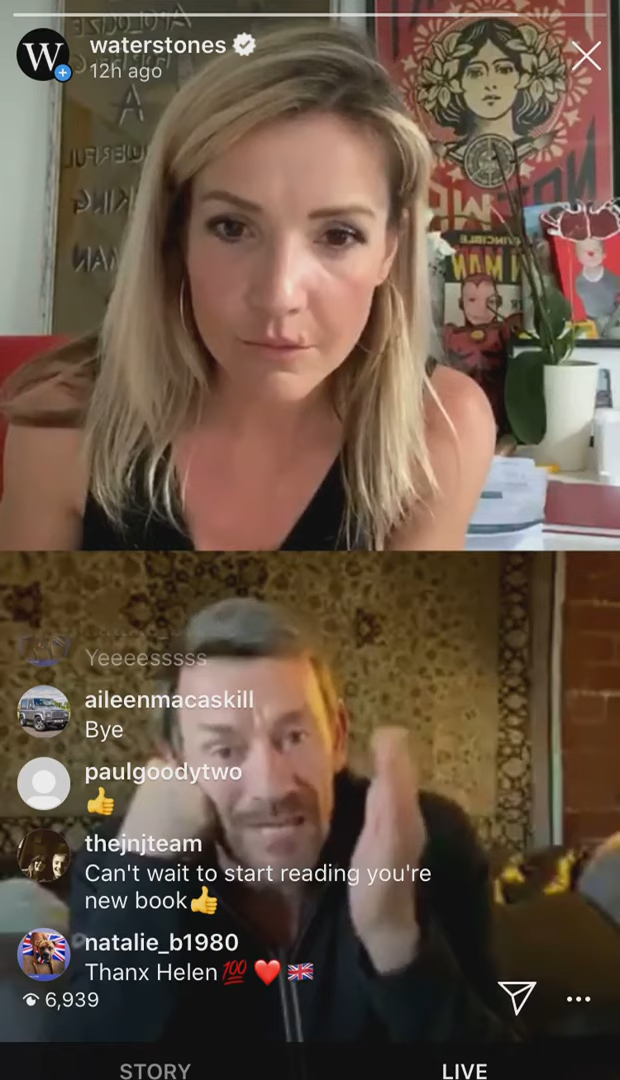 W
waterstones
12h ago
Yeeeesssss
aileenmacaskill
Bye
paulgoodytwo
👍
thejnjteam
Can't wait to start reading you're
new book👍
natalie_b1980
Thanx Helen💯❤️🇬🇧
6,939
STORY
LIVE